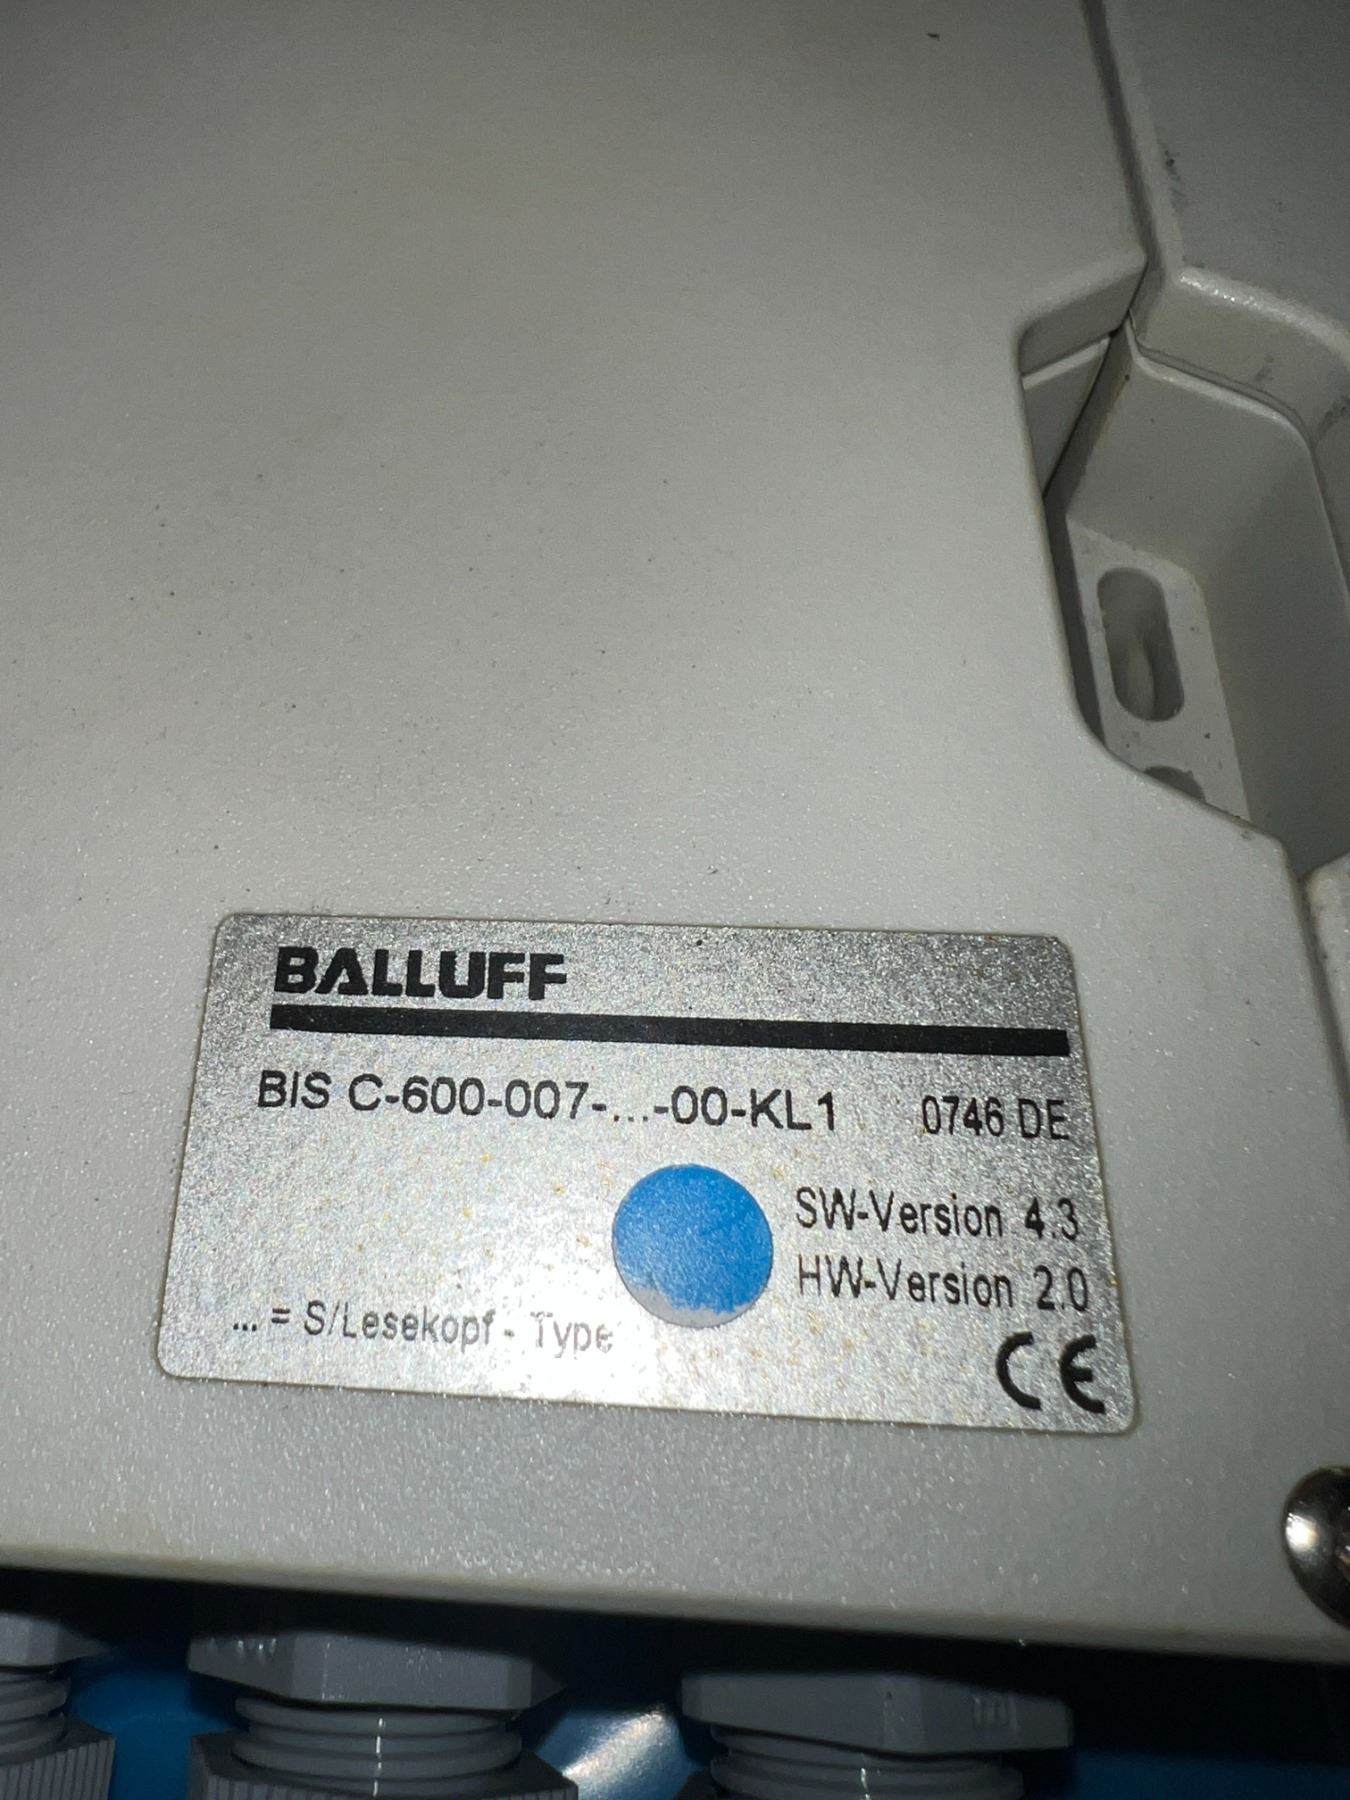 BALLUFF
BIS C-600-007-...-00-KL1 0746 DE
SW-Version 4.3
HW-Version 2.0
... = S/Lesekopf - Type
CE